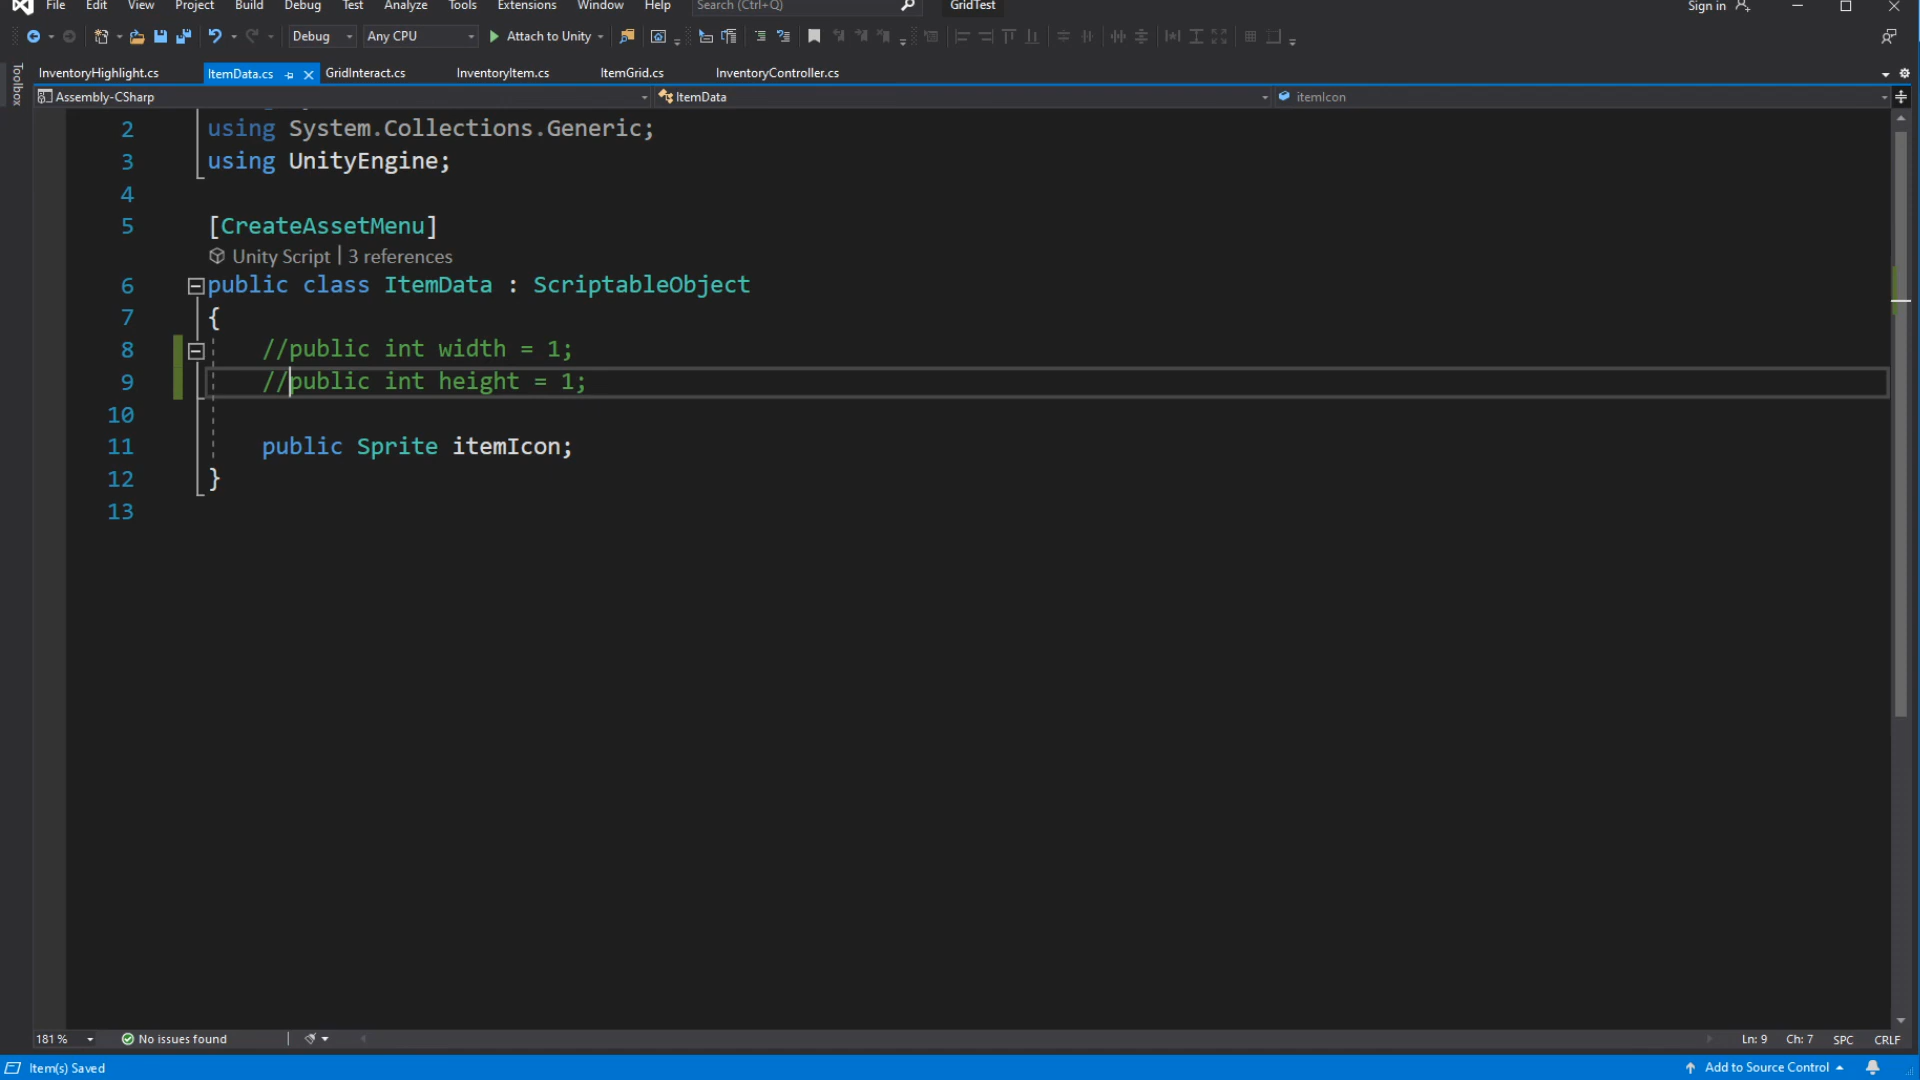 File Edit View Project Build Debug Test Analyze Tools Extensions Window Help Search (Ctrl+Q) GridTest Sign in
Debug Any CPU Attach to Unity
Toolbox
InventoryHighlight.cs ItemData.cs GridInteract.cs InventoryItem.cs ItemGrid.cs InventoryController.cs
Assembly-CSharp ItemData itemIcon
2 using System.Collections.Generic;
3 using UnityEngine;
4
5 [CreateAssetMenu]
Unity Script | 3 references
6 public class ItemData : ScriptableObject
7 {
8 //public int width = 1;
9 //public int height = 1;
10
11 public Sprite itemIcon;
12 }
13
181 % No issues found Ln: 9 Ch: 7 SPC CRLF
Item(s) Saved Add to Source Control